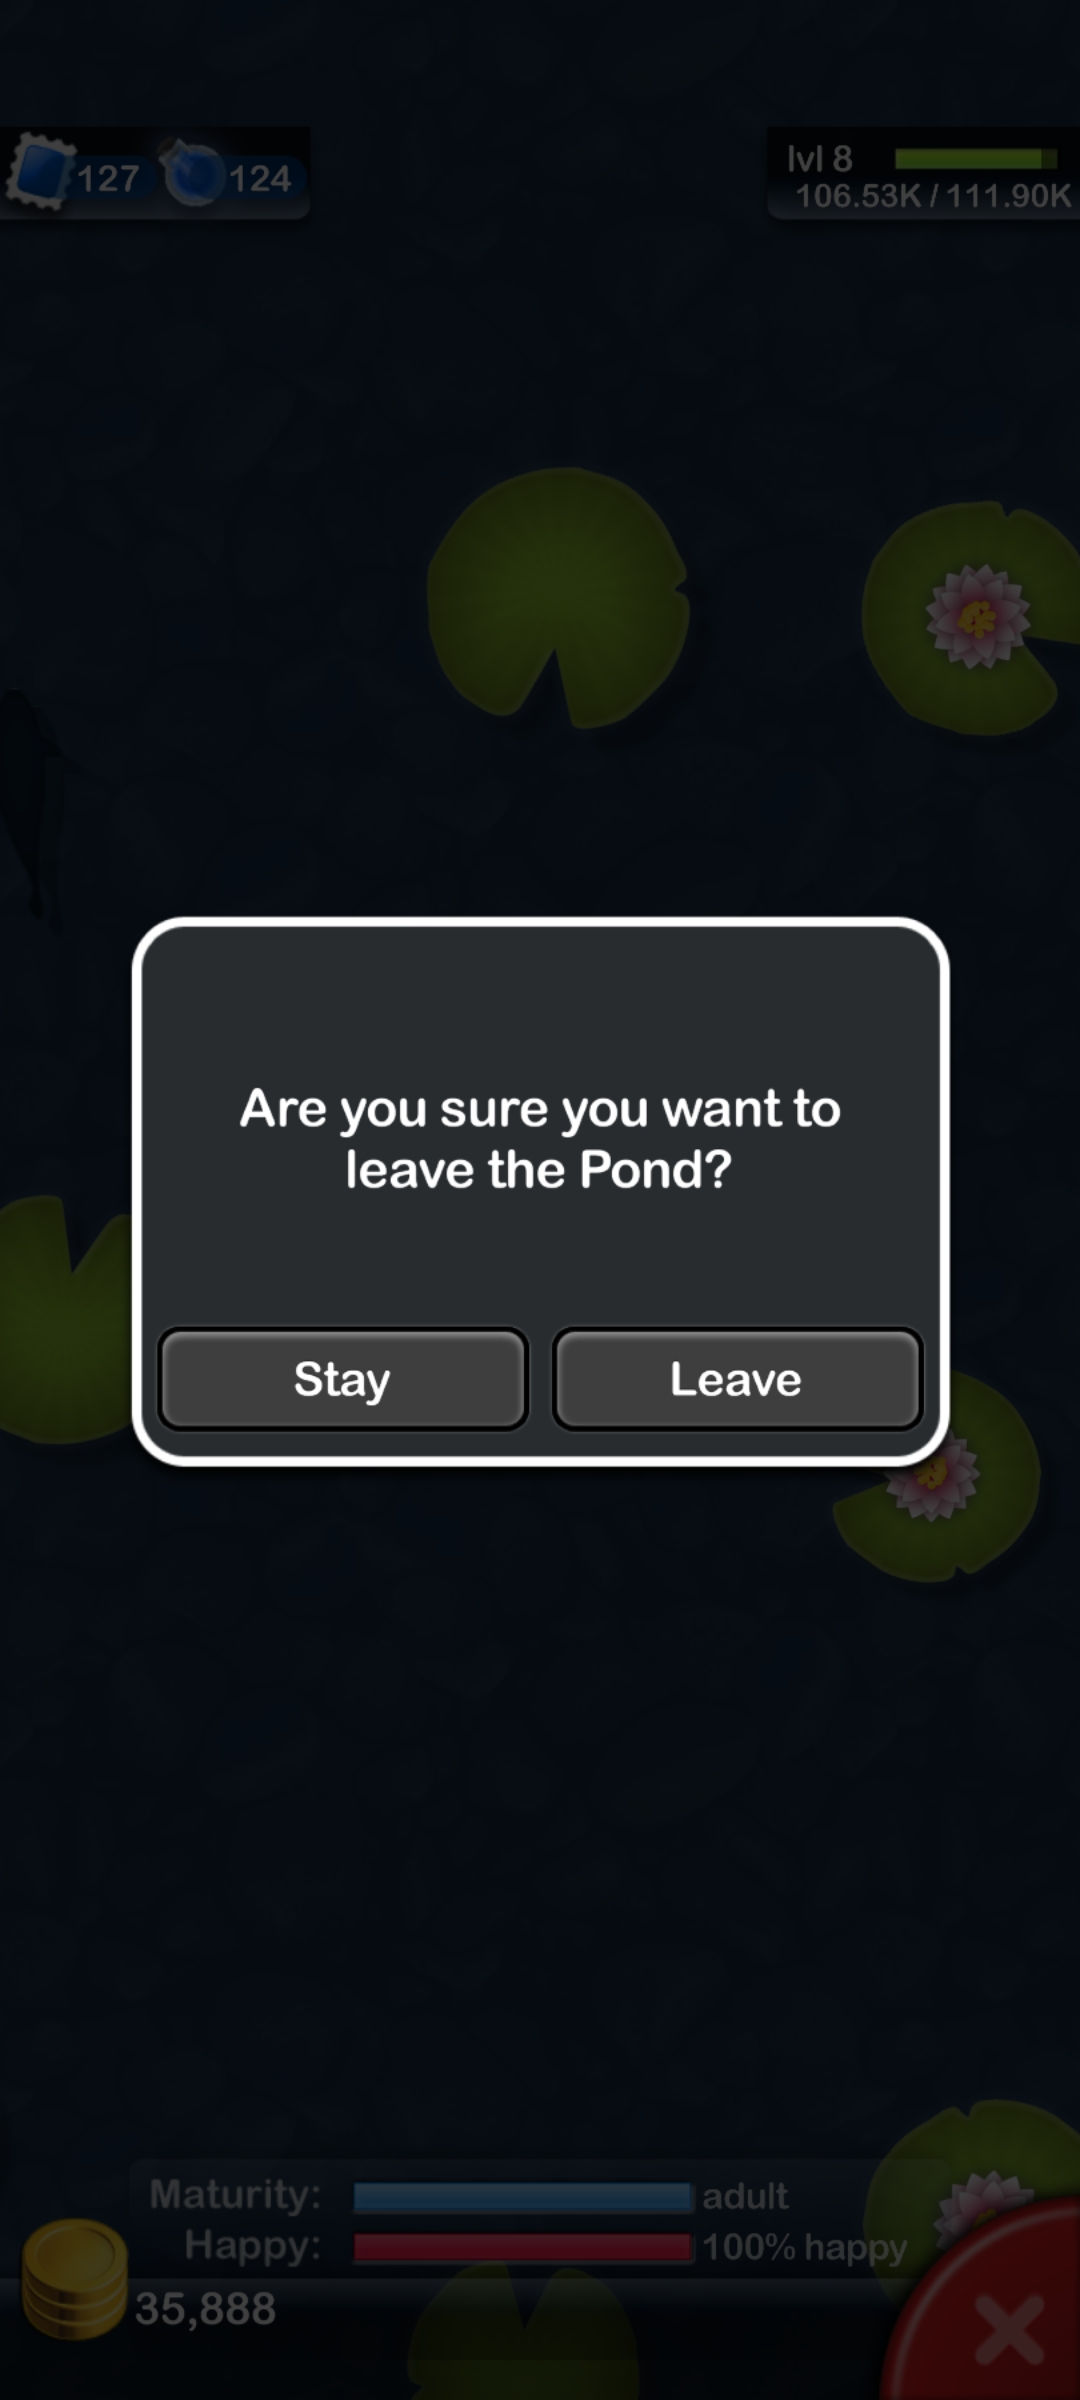 127 124
lvl 8
106.53K / 111.90K
Are you sure you want to
leave the Pond?
Stay Leave
Maturity: adult
Happy: 100% happy
35,888